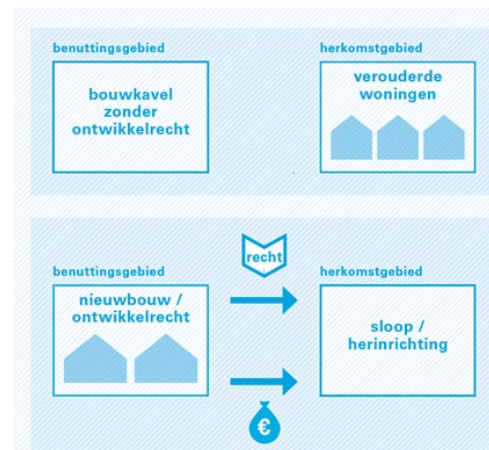 benuttingsgebied
bouwkavel
zonder
ontwikkelrecht
herkomstgebied
verouderde
woningen
recht
benuttingsgebied
nieuwbouw /
ontwikkelrecht
herkomstgebied
sloop /
herinrichting
€